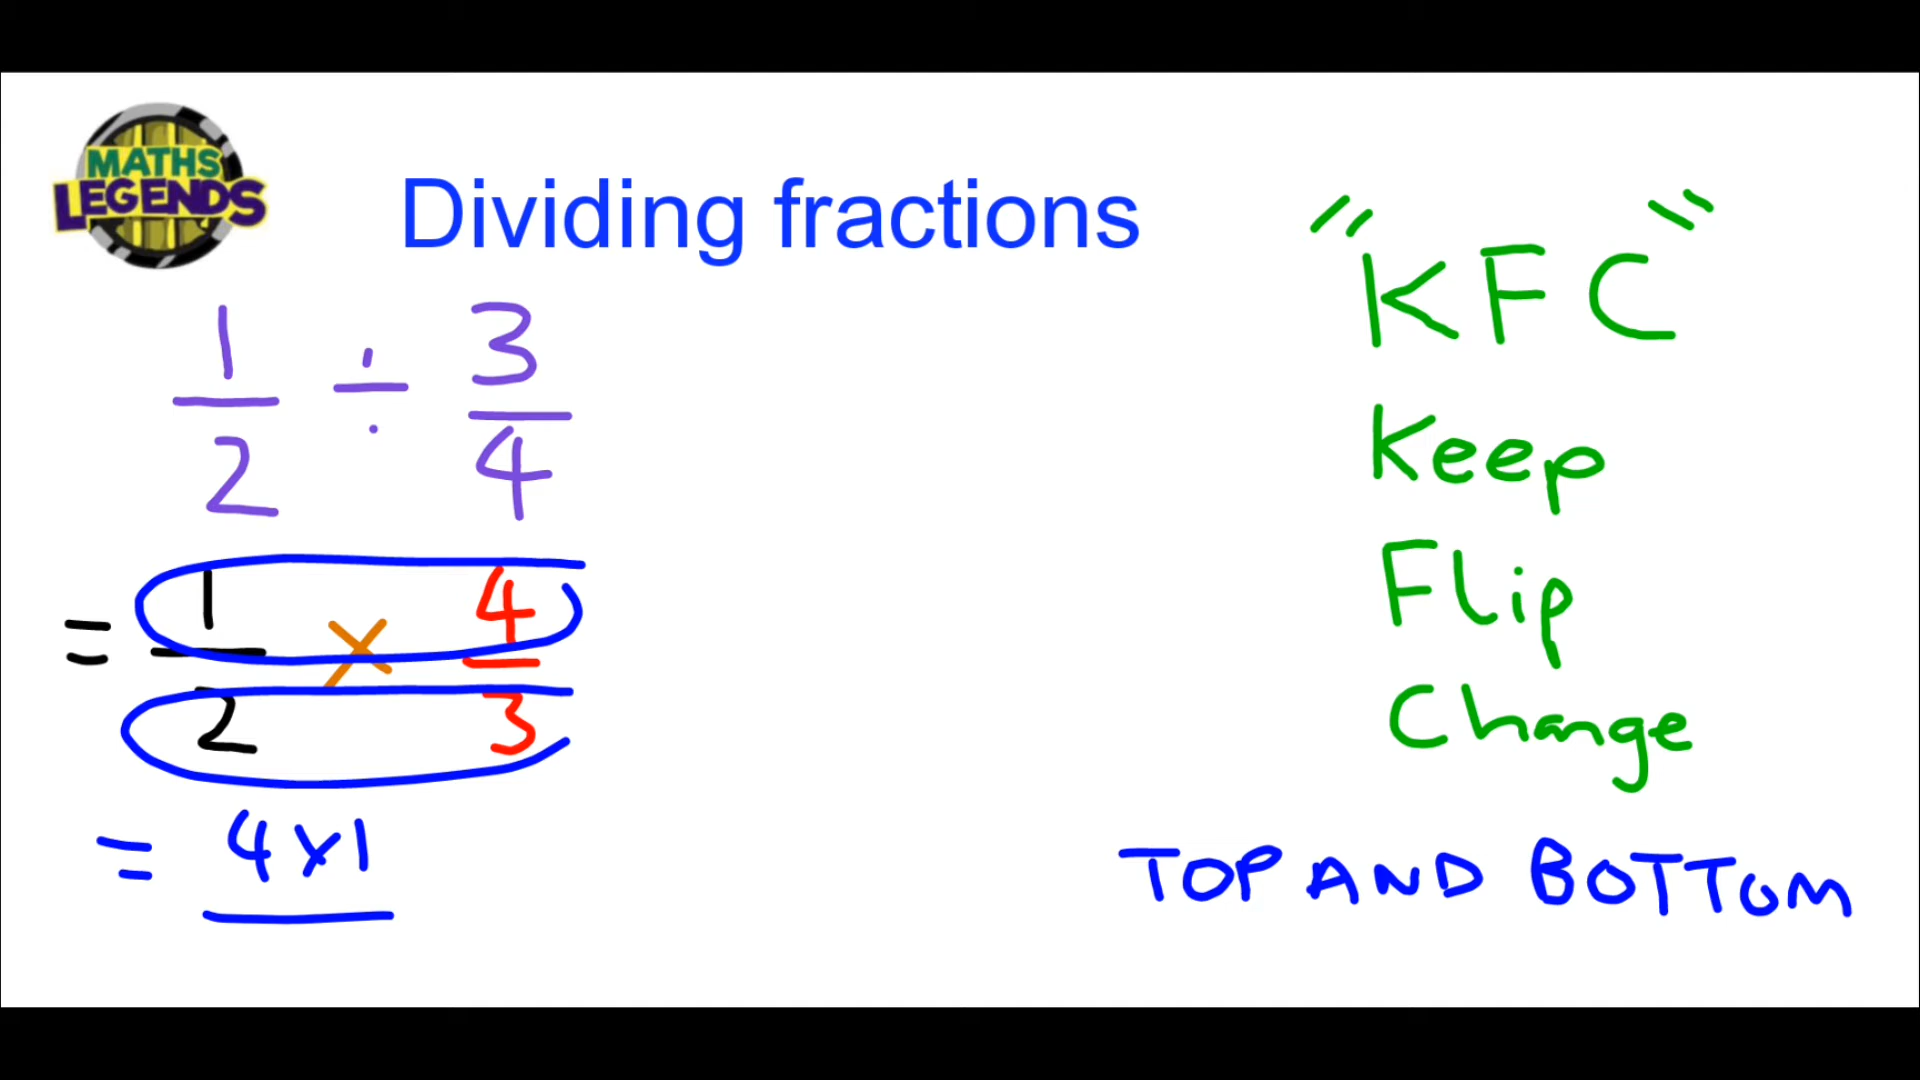 MATHS
LEGENDS
Dividing fractions
"KFC"
1/2 ÷ 3/4
Keep
= 1/2 × 4/3
Flip
Change
= 4×1
TOP AND BOTTOM